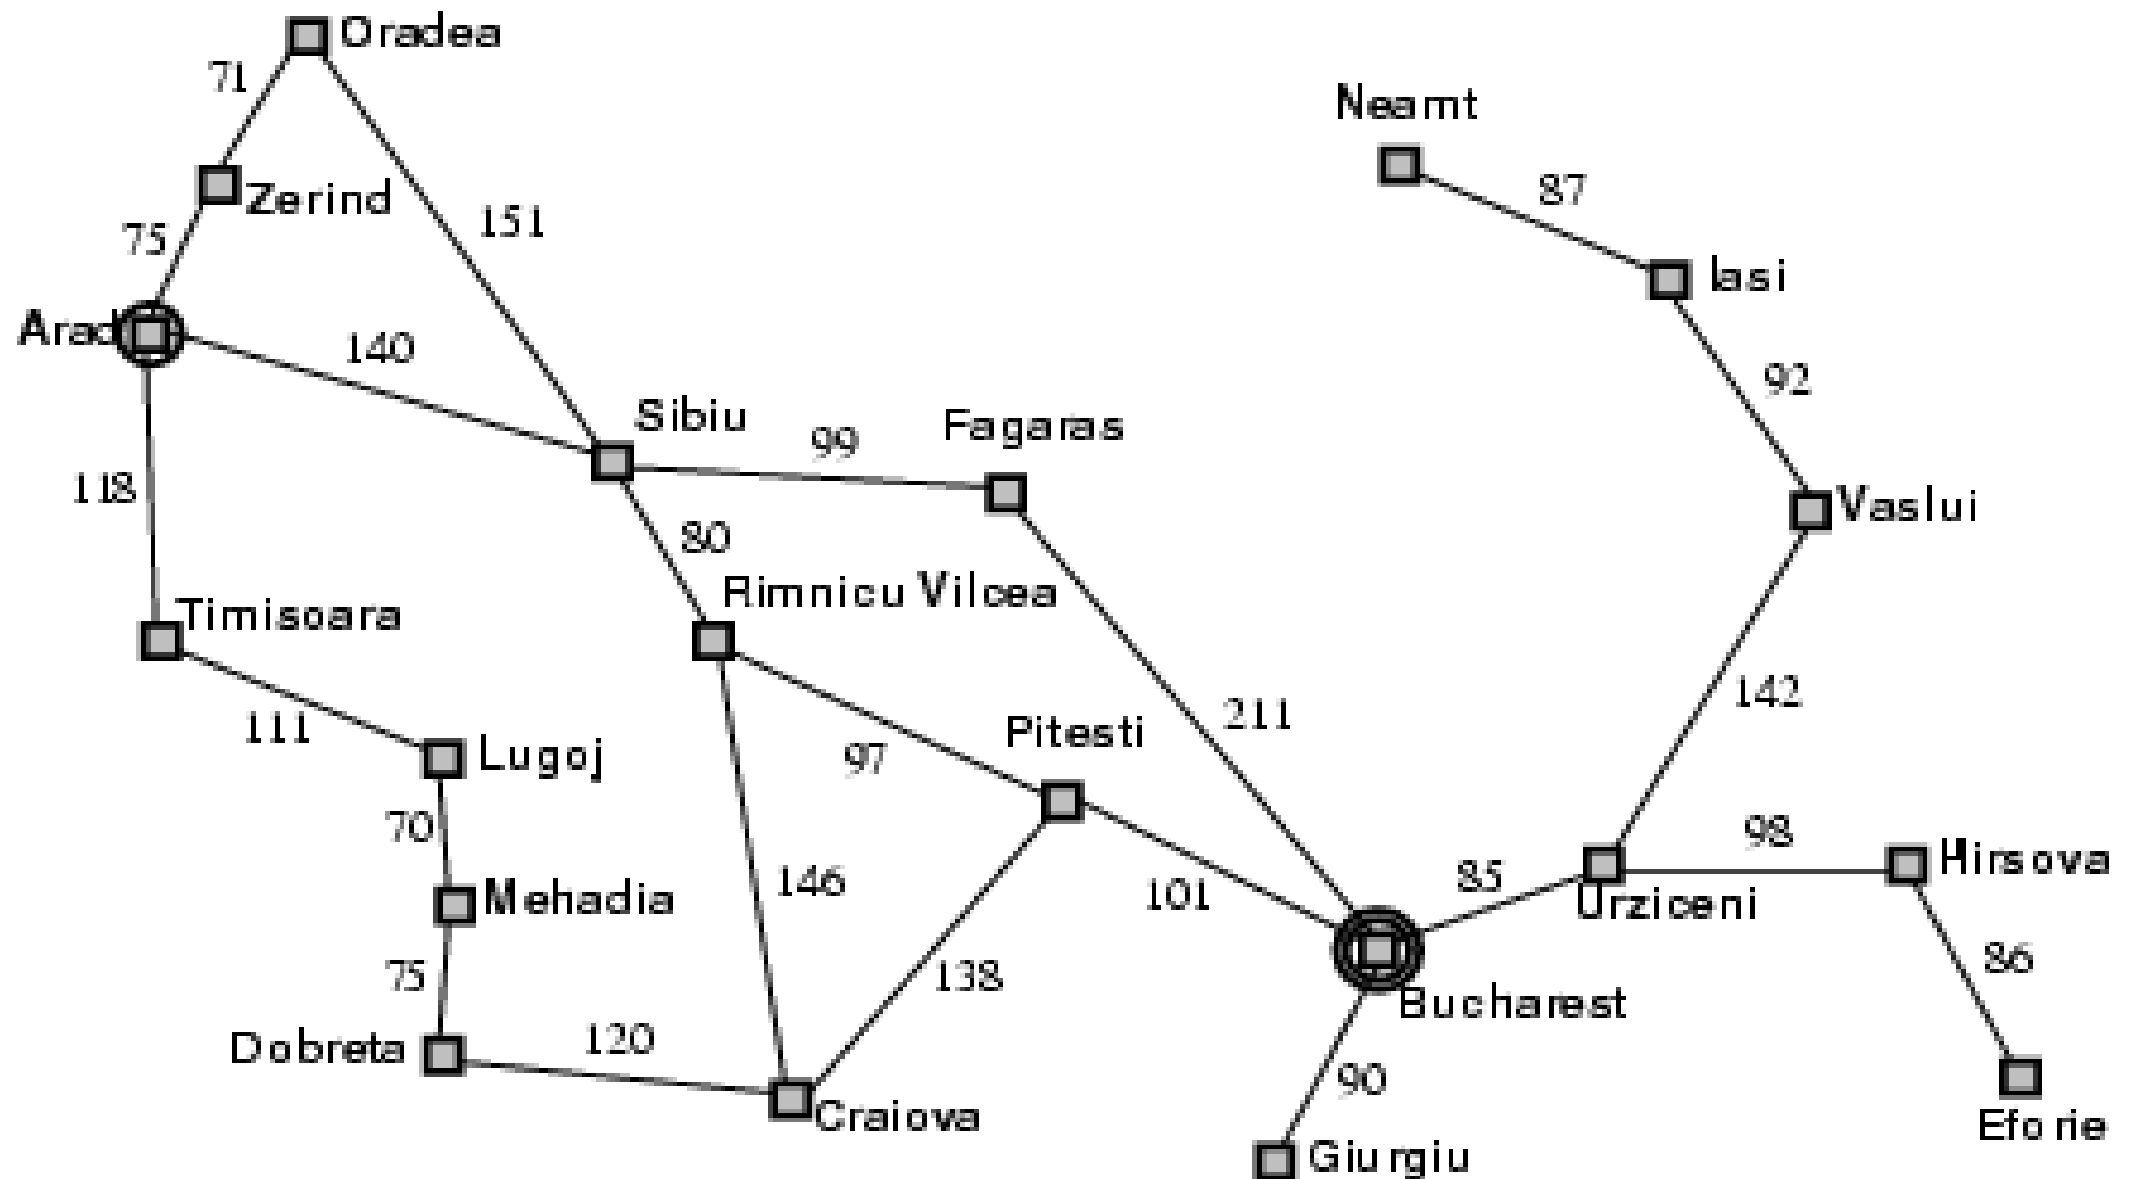 Oradea
71
Neamt
87
Zerind
151
75
Iasi
Arad
140
92
Sibiu
Fagaras
99
118
Vaslui
80
Rimnicu Vilcea
Timisoara
142
211
111
Pitesti
Lugoj
97
70
98
Hirsova
146
85
101
Mehadia
Urziceni
86
75
138
Bucharest
Dobreta
120
90
Craiova
Eforie
Giurgiu